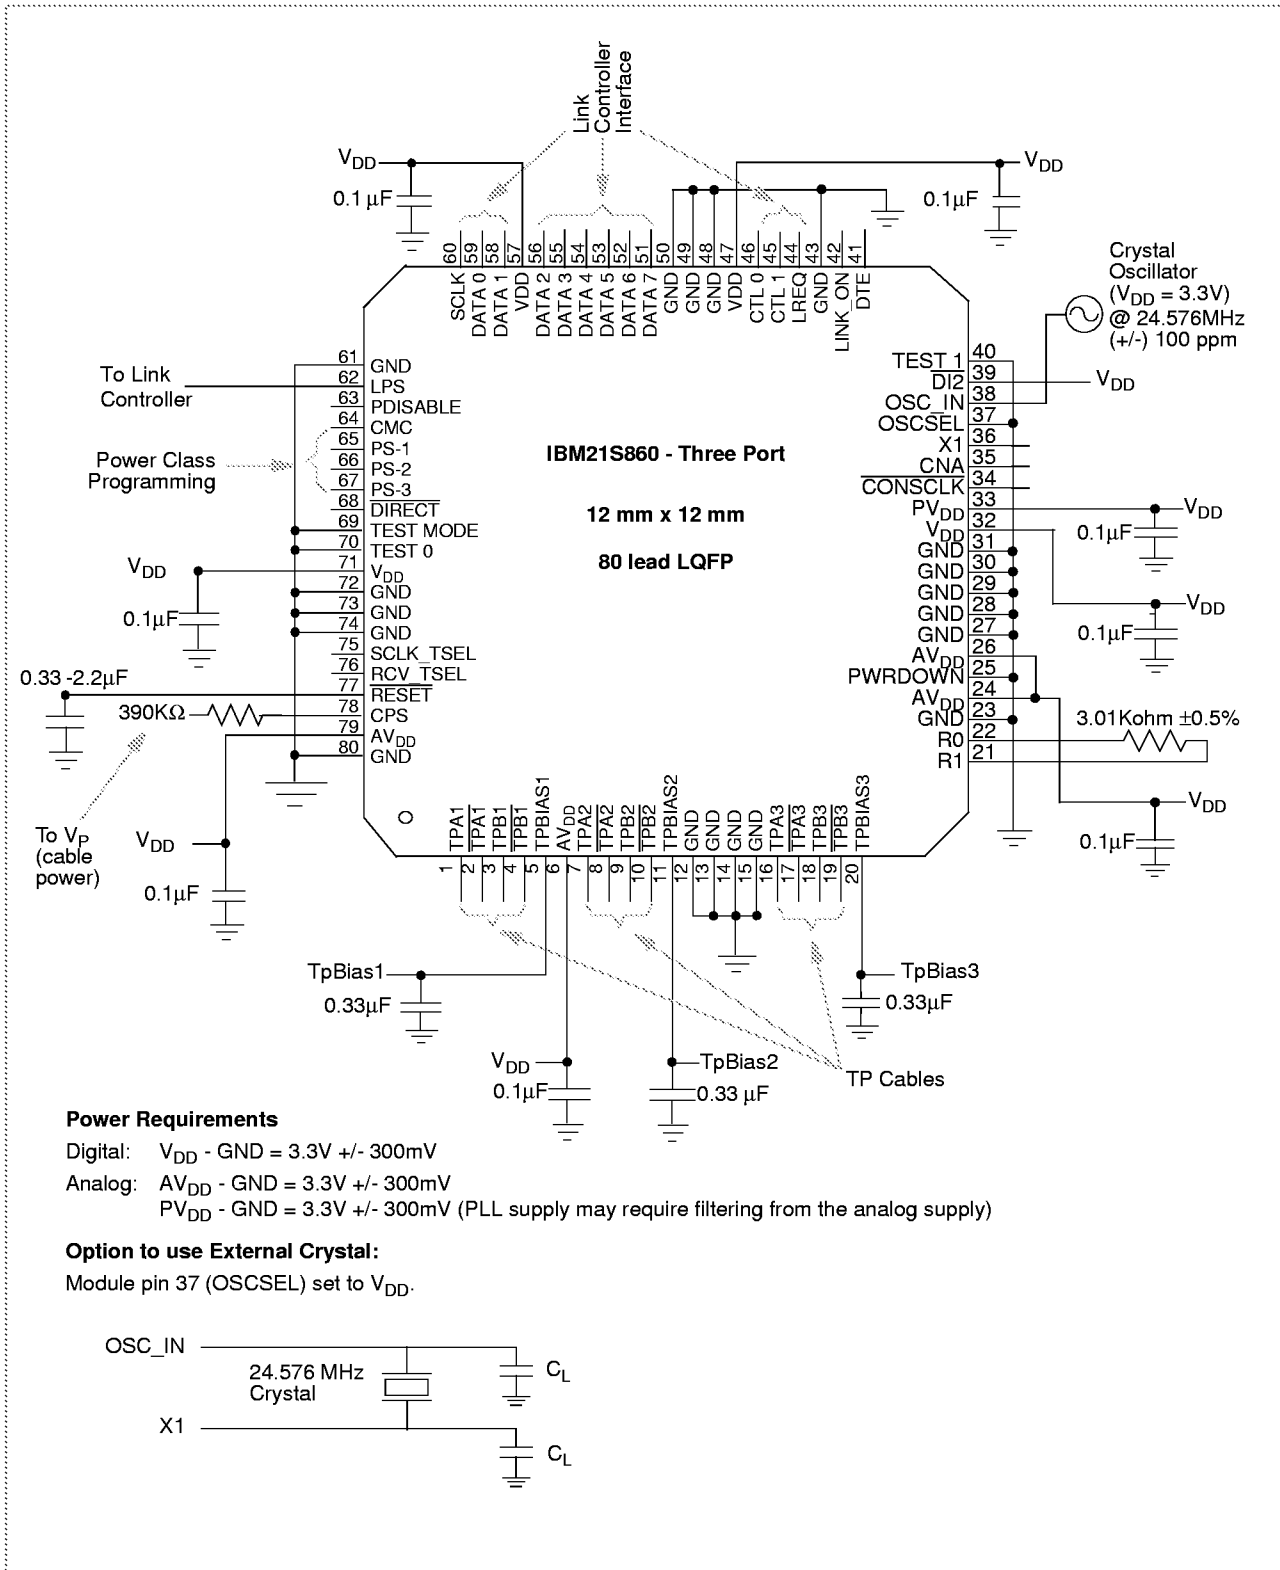 Link
Controller
Interface
VDD
0.1 μF
VDD
0.1μF
60 59 58 57 56 55 54 53 52 51 50 49 48 47 46 45 44 43 42 41
SCLK
DATA 0
DATA 1
VDD
DATA 2
DATA 3
DATA 4
DATA 5
DATA 6
DATA 7
GND
GND
GND
VDD
CTL 0
CTL 1
LREQ
GND
LINK_ON
DTE
Crystal
Oscillator
(VDD = 3.3V)
@ 24.576MHz
(+/-) 100 ppm
61 GND
62 LPS
63 PDISABLE
64 CMC
65 PS-1
66 PS-2
67 PS-3
68 DIRECT
69 TEST MODE
70 TEST 0
71 VDD
72 GND
73 GND
74 GND
75 SCLK_TSEL
76 RCV_TSEL
77 RESET
78 CPS
79 AVDD
80 GND
To Link
Controller
Power Class
Programming
VDD
0.1μF
0.33 -2.2μF
390KΩ
To VP
(cable
power)
VDD
0.1μF
IBM21S860 - Three Port
12 mm x 12 mm
80 lead LQFP
TEST 1 40
DI2 39
OSC_IN 38
OSCSEL 37
X1 36
CNA 35
CONSCLK 34
PVDD 33
VDD 32
GND 31
GND 30
GND 29
GND 28
GND 27
AVDD 26
PWRDOWN 25
AVDD 24
GND 23
R0 22
R1 21
VDD
VDD
0.1μF
VDD
0.1μF
3.01Kohm ±0.5%
VDD
0.1μF
TPA1
TPA1
TPB1
TPB1
TPBIAS1
AVDD
TPA2
TPA2
TPB2
TPB2
TPBIAS2
GND
GND
GND
GND
TPA3
TPA3
TPB3
TPB3
TPBIAS3
1 2 3 4 5 6 7 8 9 10 11 12 13 14 15 16 17 18 19 20
TpBias1
0.33μF
VDD
0.1μF
TpBias2
0.33 μF
TpBias3
0.33μF
TP Cables
Power Requirements
Digital: VDD - GND = 3.3V +/- 300mV
Analog: AVDD - GND = 3.3V +/- 300mV
PVDD - GND = 3.3V +/- 300mV (PLL supply may require filtering from the analog supply)
Option to use External Crystal:
Module pin 37 (OSCSEL) set to VDD.
OSC_IN
24.576 MHz
Crystal
CL
X1
CL